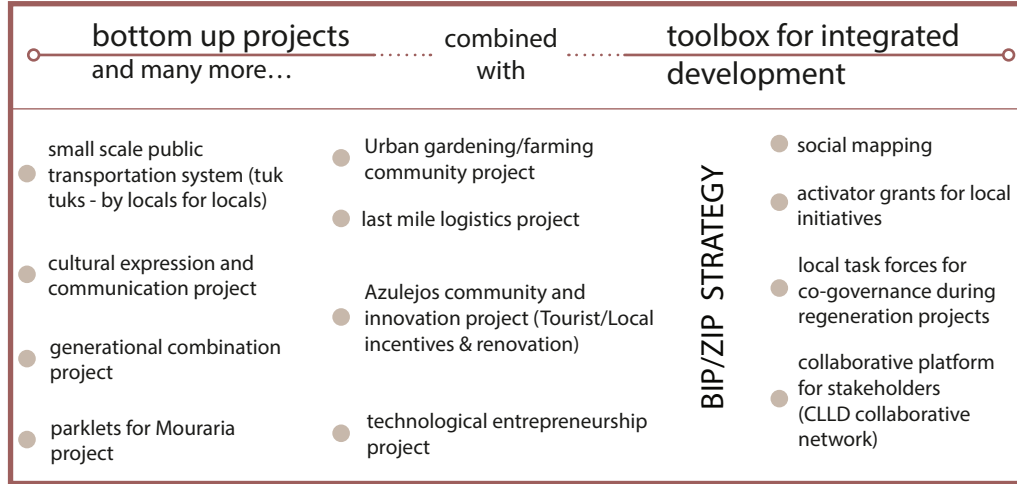 bottom up projects
and many more…
combined
with
toolbox for integrated
development
small scale public
transportation system (tuk
tuks - by locals for locals)
cultural expression and
communication project
generational combination
project
parklets for Mouraria
project
Urban gardening/farming
community project
last mile logistics project
Azulejos community and
innovation project (Tourist/Local
incentives & renovation)
technological entrepreneurship
project
BIP/ZIP STRATEGY
social mapping
activator grants for local
initiatives
local task forces for
co-governance during
regeneration projects
collaborative platform
for stakeholders
(CLLD collaborative
network)